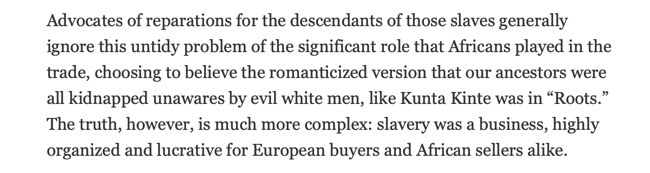 Advocates of reparations for the descendants of those slaves generally
ignore this untidy problem of the significant role that Africans played in the
trade, choosing to believe the romanticized version that our ancestors were
all kidnapped unawares by evil white men, like Kunta Kinte was in “Roots.”
The truth, however, is much more complex: slavery was a business, highly
organized and lucrative for European buyers and African sellers alike.